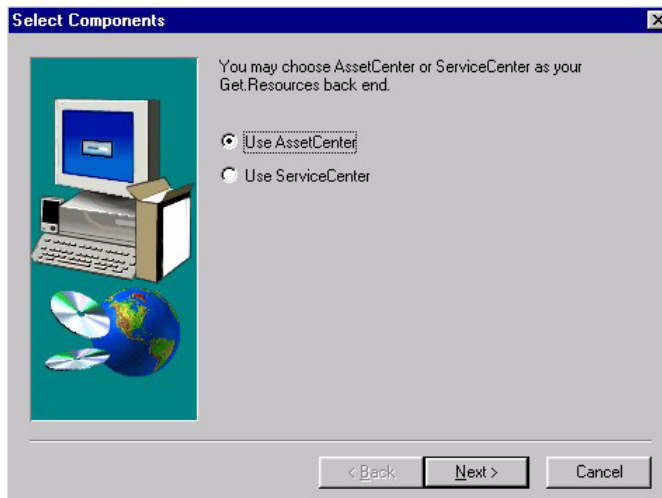 Select Components
You may choose AssetCenter or ServiceCenter as your
Get.Resources back end.
Use AssetCenter
Use ServiceCenter
< Back
Next >
Cancel